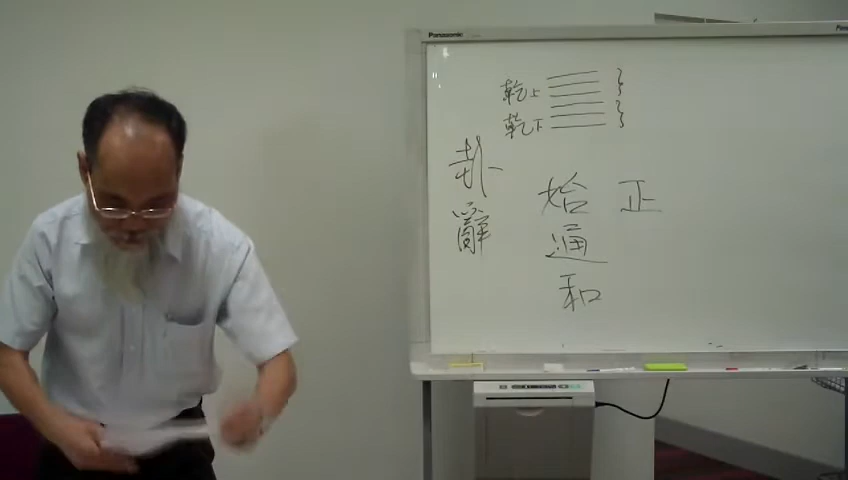 Panasonic
乾上
乾下
卦辭
始 正
通
和